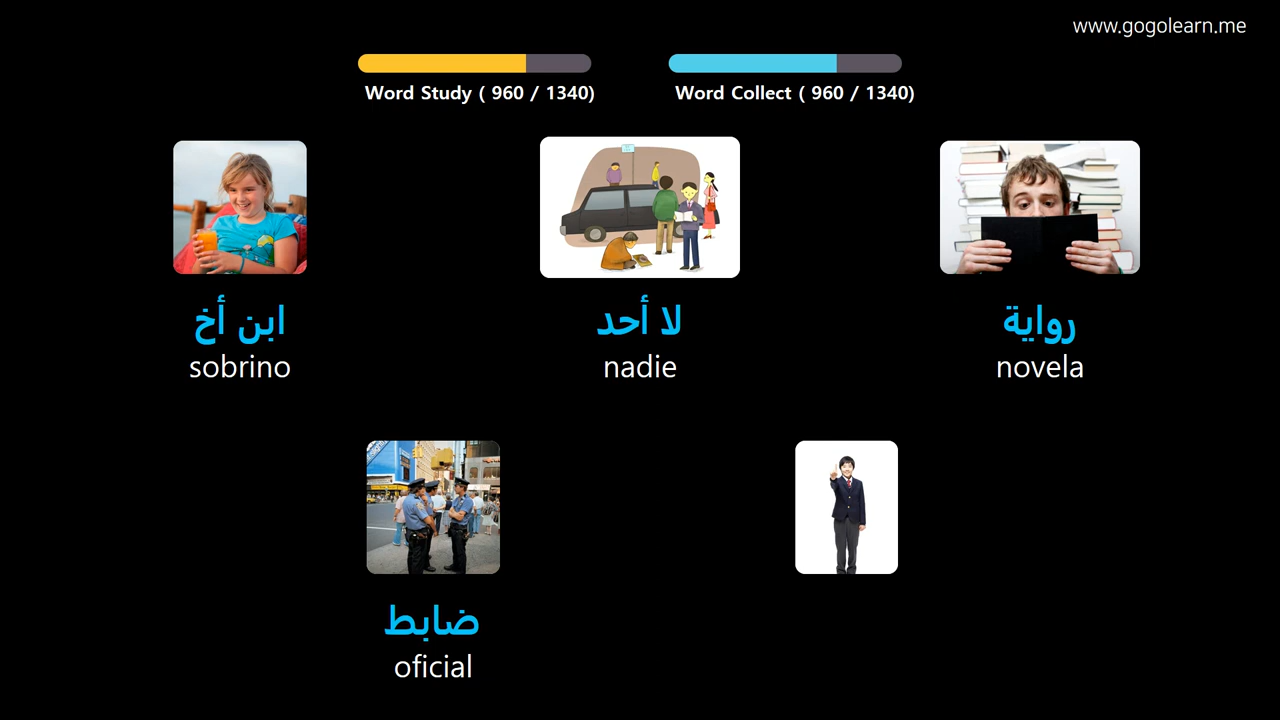 www.gogolearn.me
Word Study ( 960 / 1340)
Word Collect ( 960 / 1340)
ابن أخ
sobrino
لا أحد
nadie
رواية
novela
ضابط
oficial